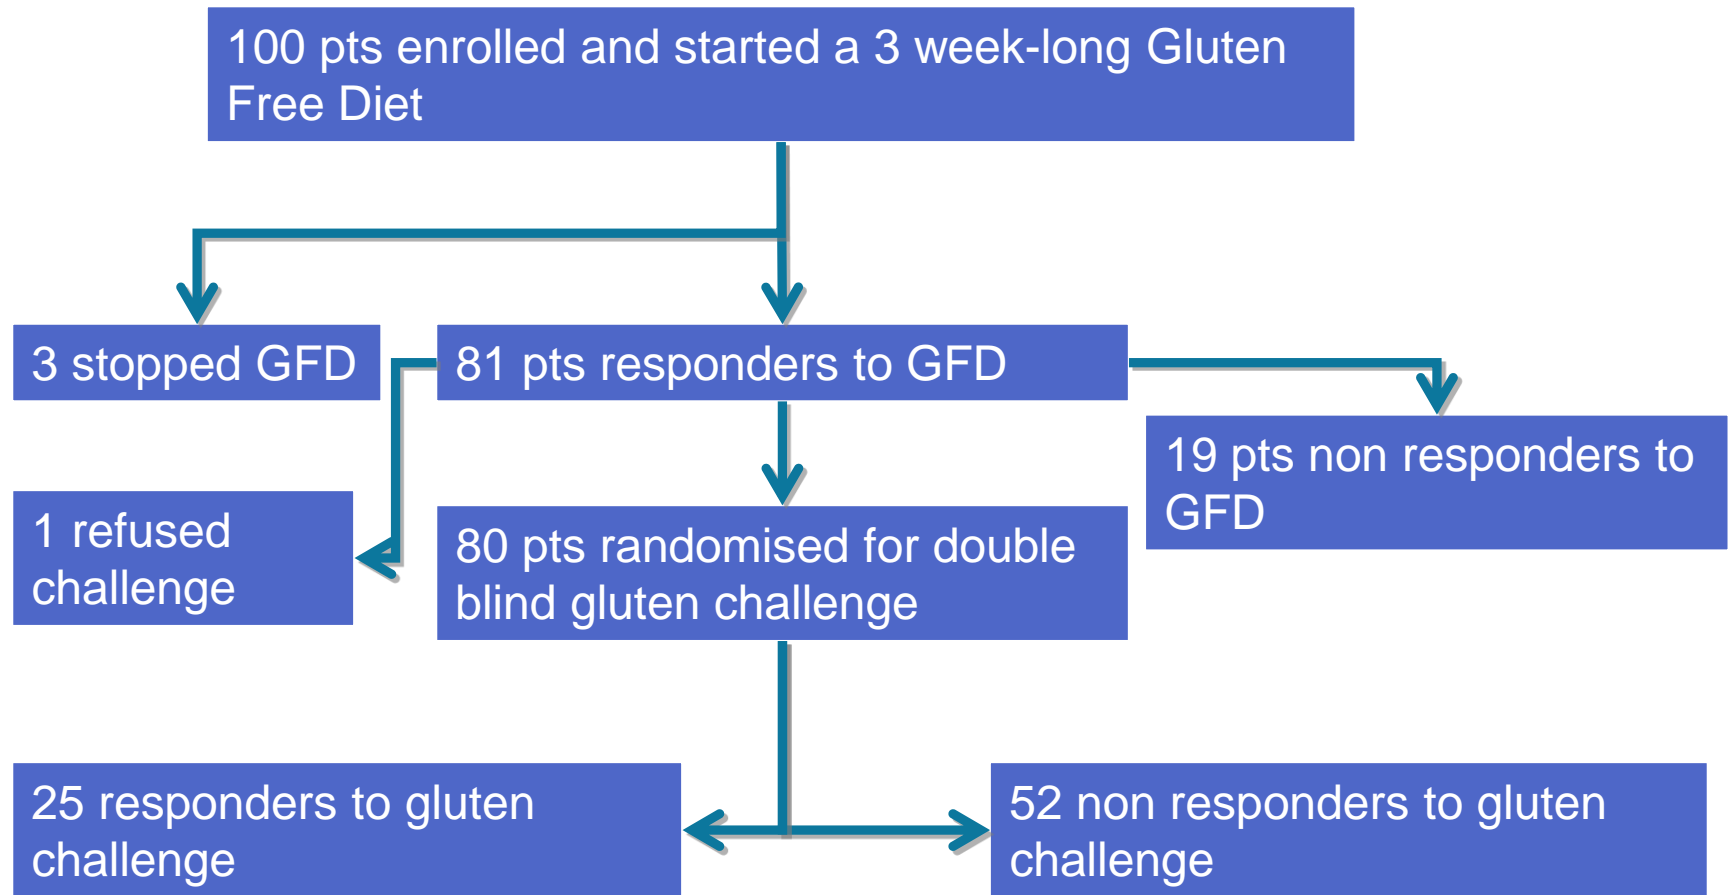 100 pts enrolled and started a 3 week-long Gluten
Free Diet
3 stopped GFD
81 pts responders to GFD
19 pts non responders to
GFD
1 refused
challenge
80 pts randomised for double
blind gluten challenge
25 responders to gluten
challenge
52 non responders to gluten
challenge